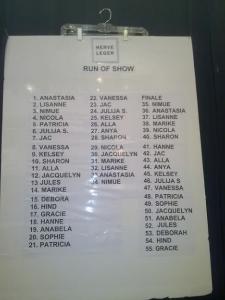 HERVE
LEGER
RUN OF SHOW
1. ANASTASIA
2. LISANNE
3. NIMUE
4. NICOLA
5. PATRICIA
6. JULIJA S.
7. JAC
8. VANESSA
9. KELSEY
10. SHARON
11. ALLA
12. JACQUELYN
13. JULES
14. MARIKE
15. DEBORA
16. HIND
17. GRACIE
18. HANNE
19. ANABELA
20. SOPHIE
21. PATRICIA
22. VANESSA
23. JAC
24. JULIJA S
25. KELSEY
26. ALLA
27. ANYA
28. SHARON
29. NICOLA
30. JACQUELYN
31. MARIKE
32. LISANNE
33. ANASTASIA
34. NIMUE
FINALE
35. NIMUE
36. ANASTASIA
37. LISANNE
38. MARIKE
39. NICOLA
40. SHARON
41. HANNE
42. JAC
43. ALLA
44. ANYA
45. KELSEY
46. JULIJA S
47. VANESSA
48. PATRICIA
49. SOPHIE
50. JACQUELYN
51. ANABELA
52. JULES
53. DEBORAH
54. HIND
55. GRACIE